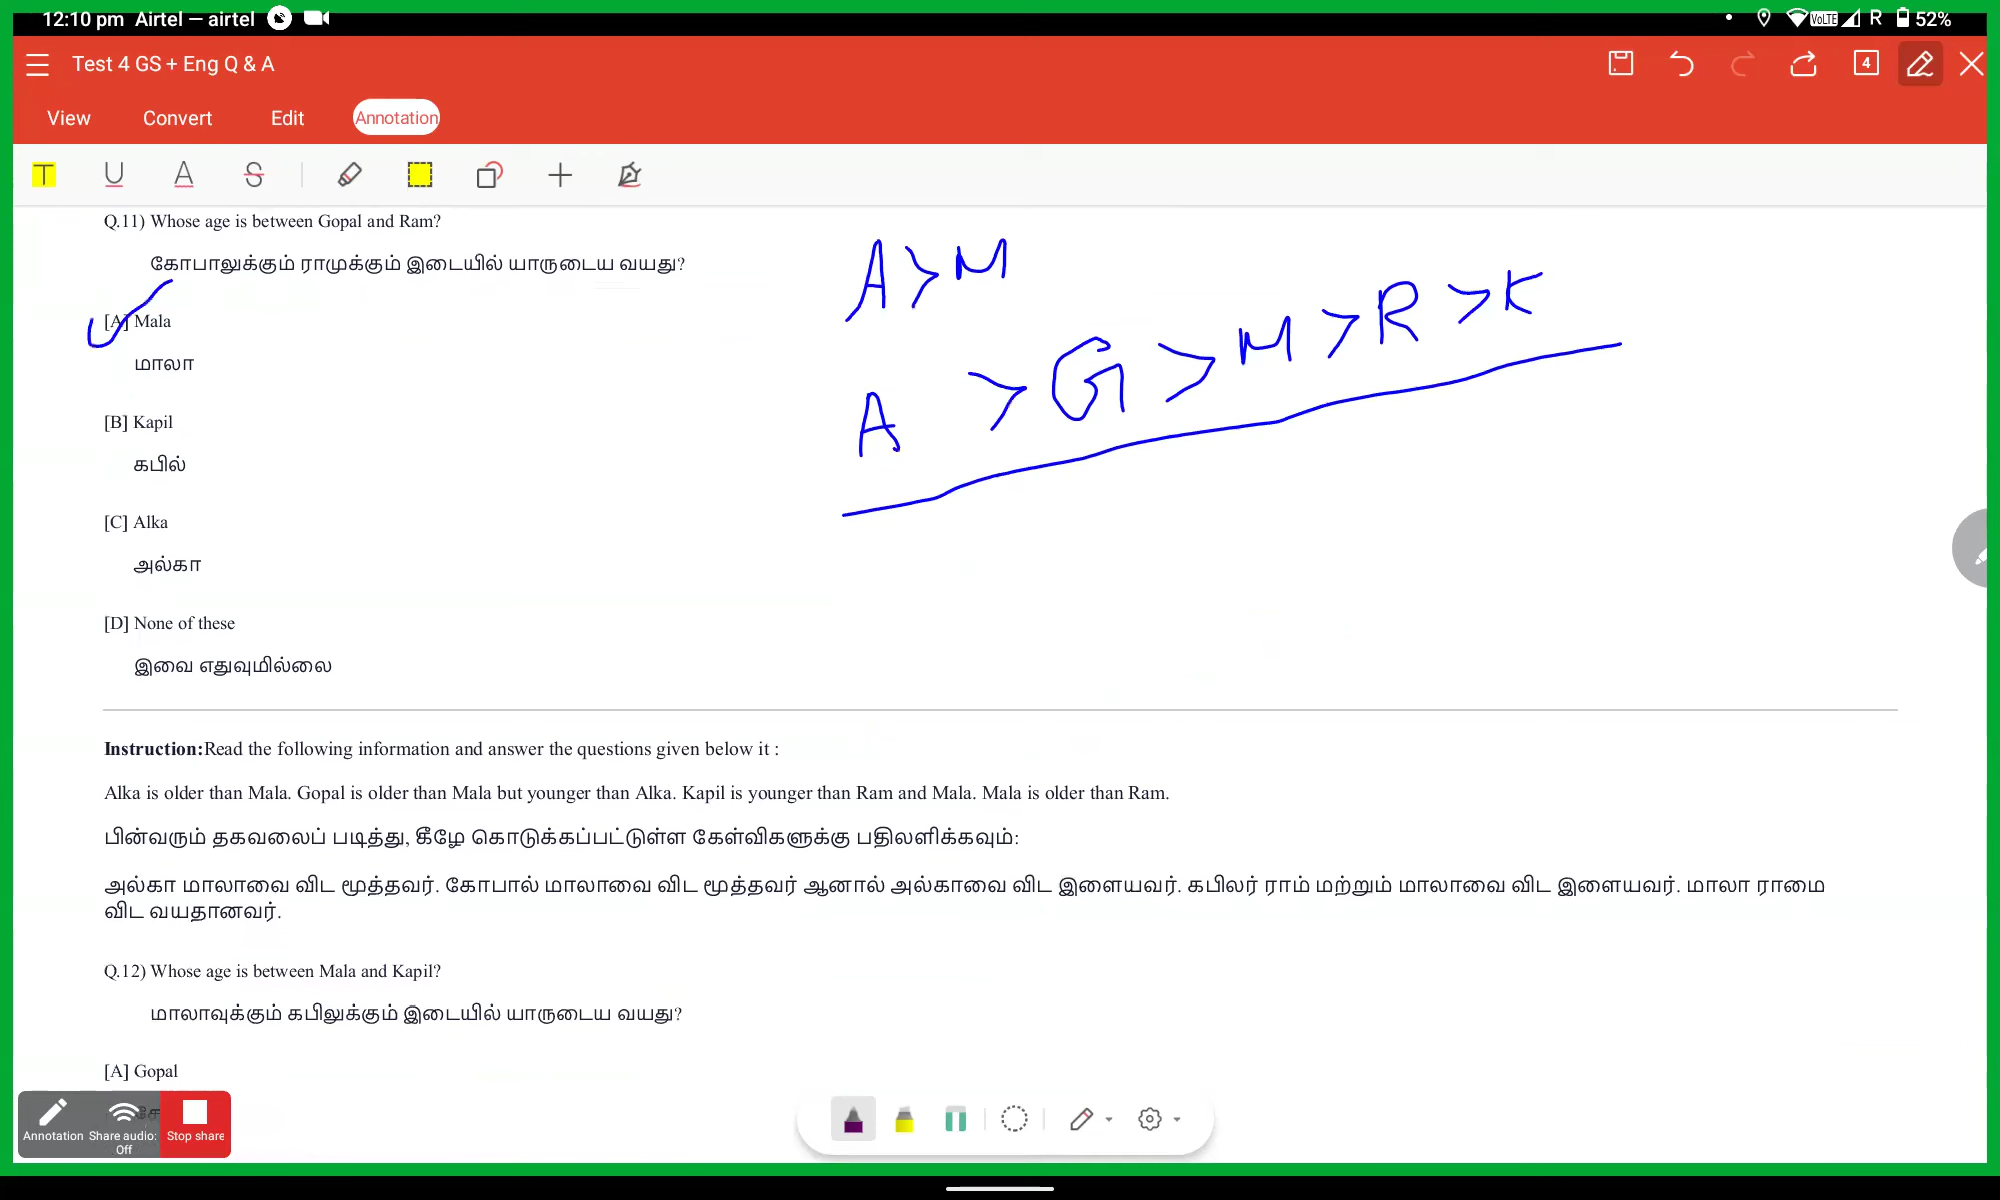 12:10 pm Airtel — airtel
VoLTE R 52%
Test 4 GS + Eng Q & A
4
View Convert Edit Annotation
T U A S
Q.11) Whose age is between Gopal and Ram?
கோபாலுக்கும் ராமுக்கும் இடையில் யாருடைய வயது?
A > M
[A] Mala
மாலா
A > G > M > R > K
[B] Kapil
கபில்
[C] Alka
அல்கா
[D] None of these
இவை எதுவுமில்லை
Instruction:Read the following information and answer the questions given below it :
Alka is older than Mala. Gopal is older than Mala but younger than Alka. Kapil is younger than Ram and Mala. Mala is older than Ram.
பின்வரும் தகவலைப் படித்து, கீழே கொடுக்கப்பட்டுள்ள கேள்விகளுக்கு பதிலளிக்கவும்:
அல்கா மாலாவை விட மூத்தவர். கோபால் மாலாவை விட மூத்தவர் ஆனால் அல்காவை விட இளையவர். கபிலர் ராம் மற்றும் மாலாவை விட இளையவர். மாலா ராமை
விட வயதானவர்.
Q.12) Whose age is between Mala and Kapil?
மாலாவுக்கும் கபிலுக்கும் இடையில் யாருடைய வயது?
[A] Gopal
Annotation Share audio: Stop share
Off